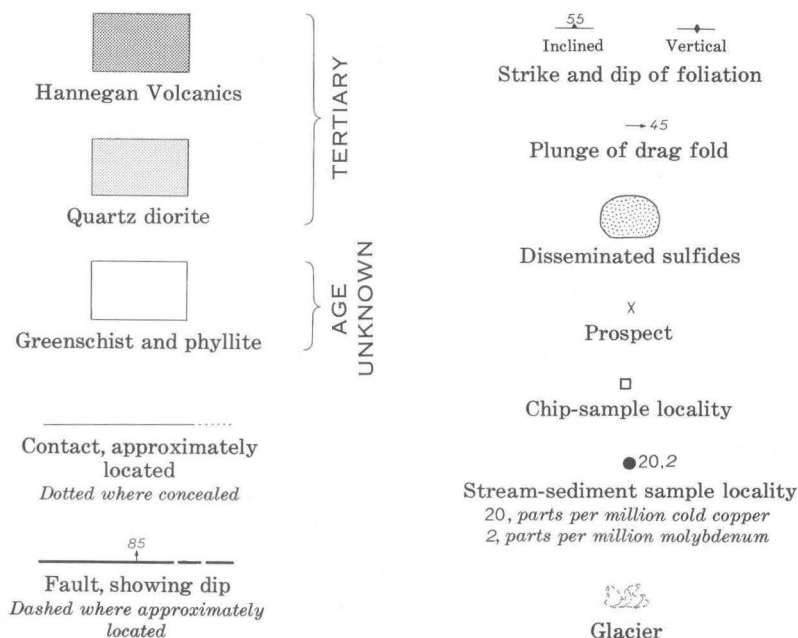 Hannegan Volcanics
Quartz diorite
TERTIARY
Greenschist and phyllite
AGE
UNKNOWN
Contact, approximately
located
Dotted where concealed
85
Fault, showing dip
Dashed where approximately
located
55
Inclined
Vertical
Strike and dip of foliation
45
Plunge of drag fold
Disseminated sulfides
X
Prospect
Chip-sample locality
20,2
Stream-sediment sample locality
20, parts per million cold copper
2, parts per million molybdenum
Glacier